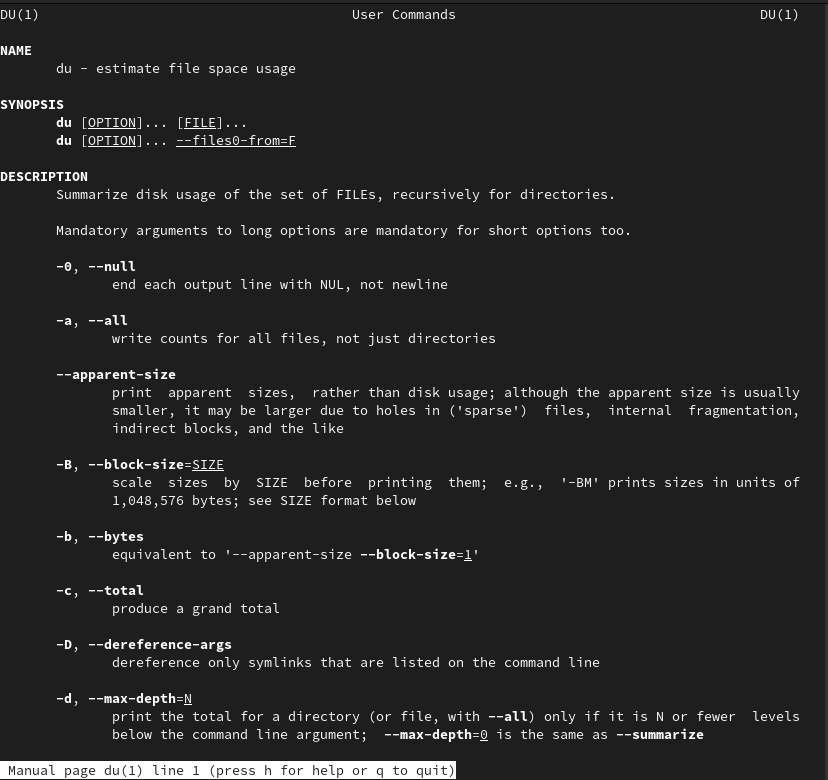 DU(1)                                       User Commands                                      DU(1)
NAME
       du - estimate file space usage
SYNOPSIS
       du [OPTION]... [FILE]...
       du [OPTION]... --files0-from=F
DESCRIPTION
       Summarize disk usage of the set of FILEs, recursively for directories.
       Mandatory arguments to long options are mandatory for short options too.
       -0, --null
              end each output line with NUL, not newline
       -a, --all
              write counts for all files, not just directories
       --apparent-size
              print  apparent  sizes,  rather than disk usage; although the apparent size is usually
              smaller, it may be larger due to holes in ('sparse')  files,  internal  fragmentation,
              indirect blocks, and the like
       -B, --block-size=SIZE
              scale  sizes  by  SIZE  before  printing  them;  e.g.,  '-BM' prints sizes in units of
              1,048,576 bytes; see SIZE format below
       -b, --bytes
              equivalent to '--apparent-size --block-size=1'
       -c, --total
              produce a grand total
       -D, --dereference-args
              dereference only symlinks that are listed on the command line
       -d, --max-depth=N
              print the total for a directory (or file, with --all) only if it is N or fewer  levels
              below the command line argument;  --max-depth=0 is the same as --summarize
 Manual page du(1) line 1 (press h for help or q to quit)